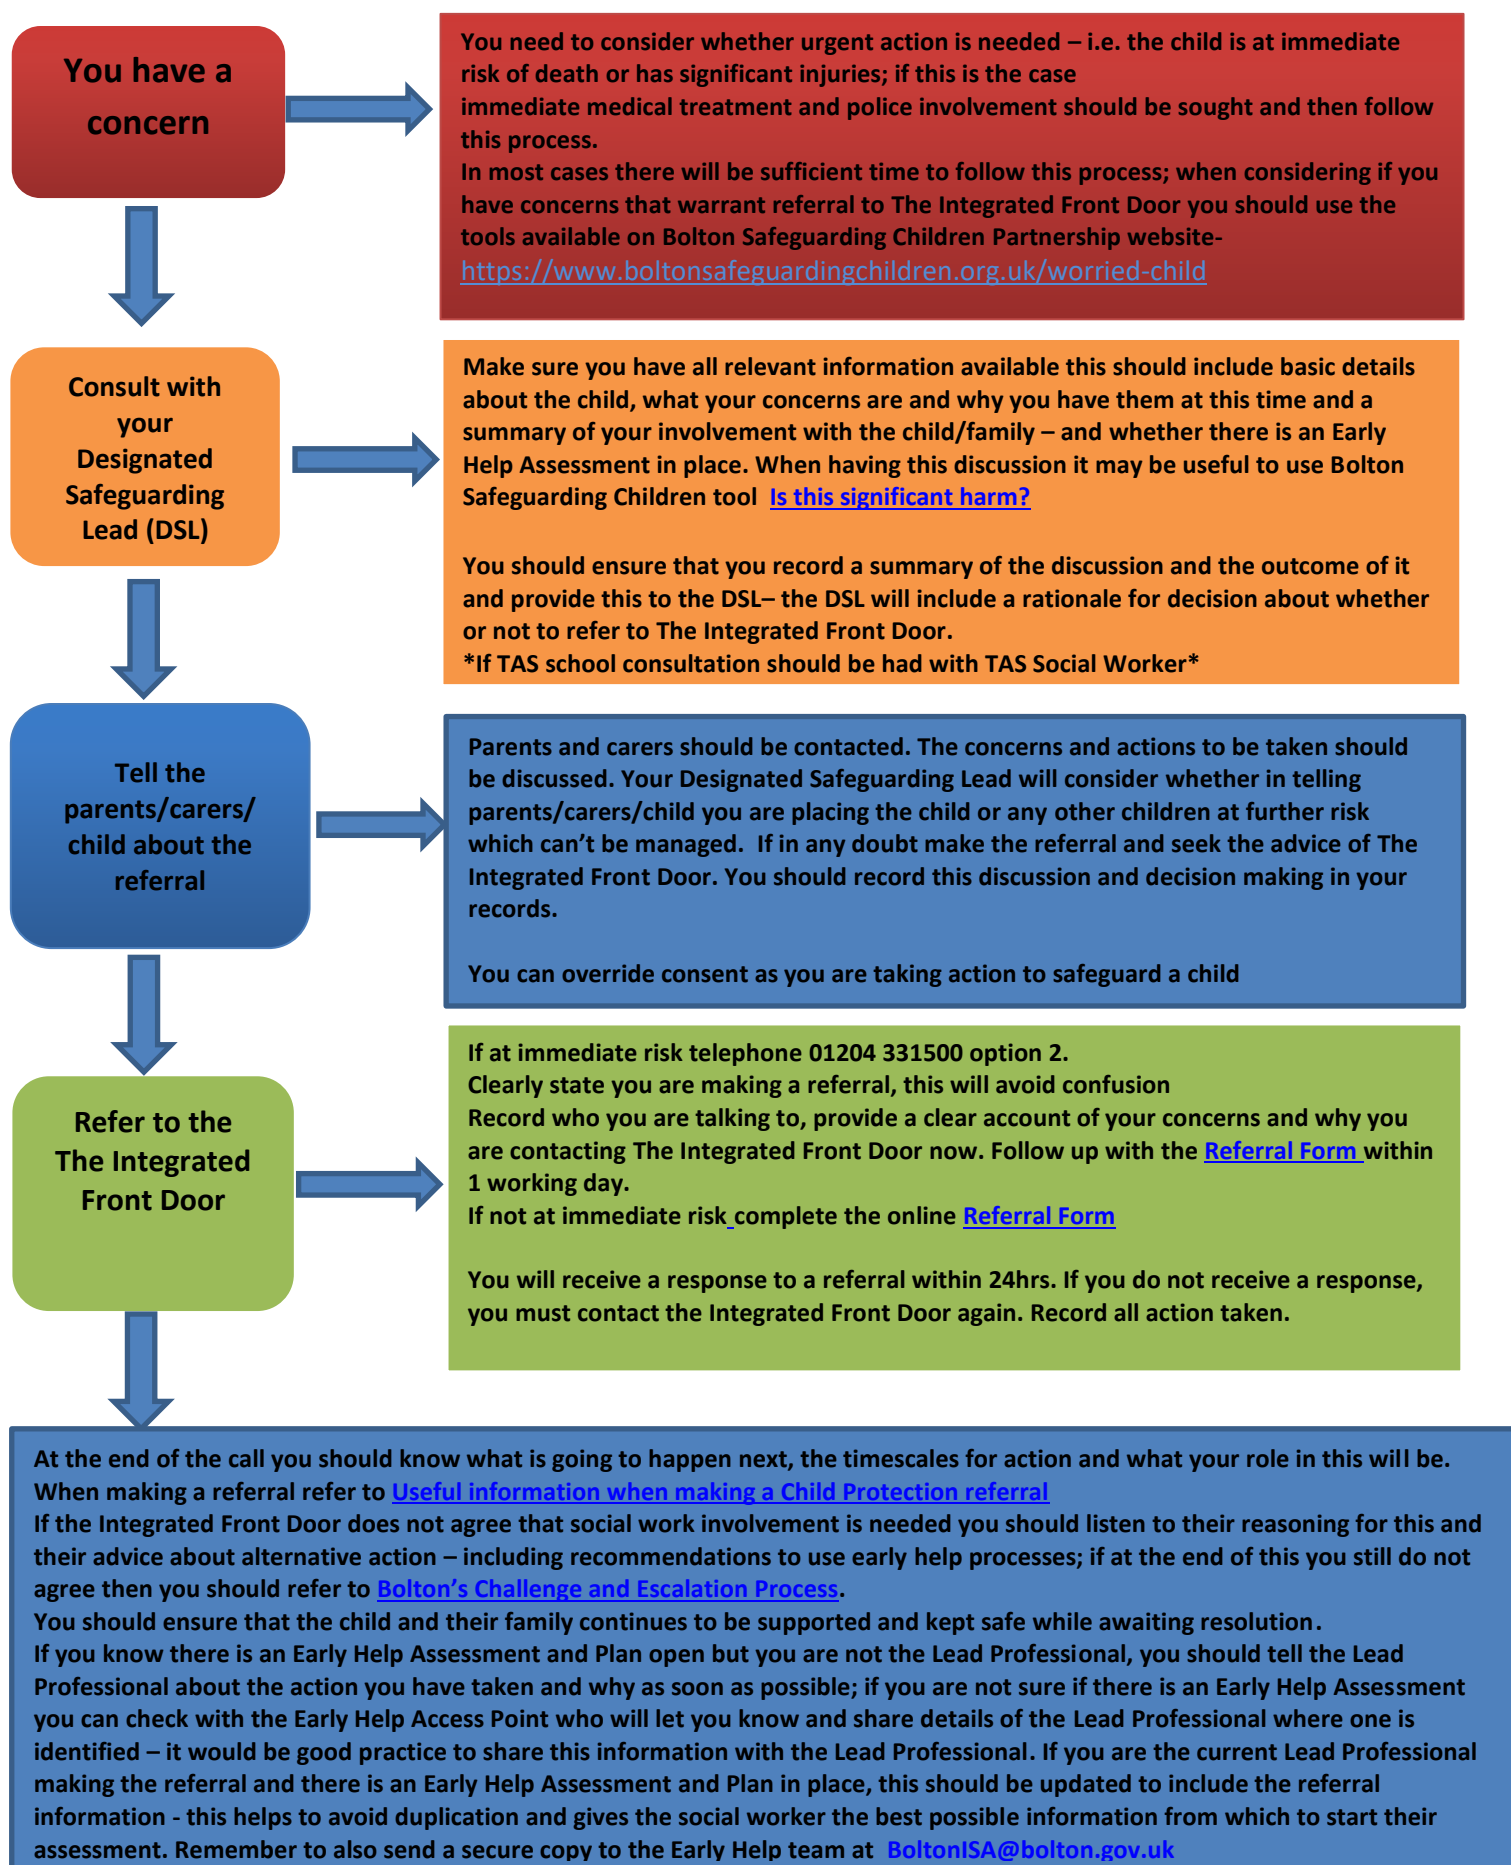 You have a
concern
You need to consider whether urgent action is needed – i.e. the child is at immediate
risk of death or has significant injuries; if this is the case
immediate medical treatment and police involvement should be sought and then follow
this process.
In most cases there will be sufficient time to follow this process; when considering if you
have concerns that warrant referral to The Integrated Front Door you should use the
tools available on Bolton Safeguarding Children Partnership website-
https://www.boltonsafeguardingchildren.org.uk/worried-child
Consult with
your
Designated
Safeguarding
Lead (DSL)
Make sure you have all relevant information available this should include basic details
about the child, what your concerns are and why you have them at this time and a
summary of your involvement with the child/family – and whether there is an Early
Help Assessment in place. When having this discussion it may be useful to use Bolton
Safeguarding Children tool  Is this significant harm?
You should ensure that you record a summary of the discussion and the outcome of it
and provide this to the DSL– the DSL will include a rationale for decision about whether
or not to refer to The Integrated Front Door.
*If TAS school consultation should be had with TAS Social Worker*
Tell the
parents/carers/
child about the
referral
Parents and carers should be contacted. The concerns and actions to be taken should
be discussed. Your Designated Safeguarding Lead will consider whether in telling
parents/carers/child you are placing the child or any other children at further risk
which can't be managed.  If in any doubt make the referral and seek the advice of The
Integrated Front Door. You should record this discussion and decision making in your
records.
You can override consent as you are taking action to safeguard a child
Refer to the
The Integrated
Front Door
If at immediate risk telephone 01204 331500 option 2.
Clearly state you are making a referral, this will avoid confusion
Record who you are talking to, provide a clear account of your concerns and why you
are contacting The Integrated Front Door now. Follow up with the Referral Form within
1 working day.
If not at immediate risk complete the online Referral Form
You will receive a response to a referral within 24hrs. If you do not receive a response,
you must contact the Integrated Front Door again. Record all action taken.
At the end of the call you should know what is going to happen next, the timescales for action and what your role in this will be.
When making a referral refer to Useful information when making a Child Protection referral
If the Integrated Front Door does not agree that social work involvement is needed you should listen to their reasoning for this and
their advice about alternative action – including recommendations to use early help processes; if at the end of this you still do not
agree then you should refer to Bolton's Challenge and Escalation Process.
You should ensure that the child and their family continues to be supported and kept safe while awaiting resolution.
If you know there is an Early Help Assessment and Plan open but you are not the Lead Professional, you should tell the Lead
Professional about the action you have taken and why as soon as possible; if you are not sure if there is an Early Help Assessment
you can check with the Early Help Access Point who will let you know and share details of the Lead Professional where one is
identified – it would be good practice to share this information with the Lead Professional. If you are the current Lead Professional
making the referral and there is an Early Help Assessment and Plan in place, this should be updated to include the referral
information - this helps to avoid duplication and gives the social worker the best possible information from which to start their
assessment. Remember to also send a secure copy to the Early Help team at  BoltonISA@bolton.gov.uk